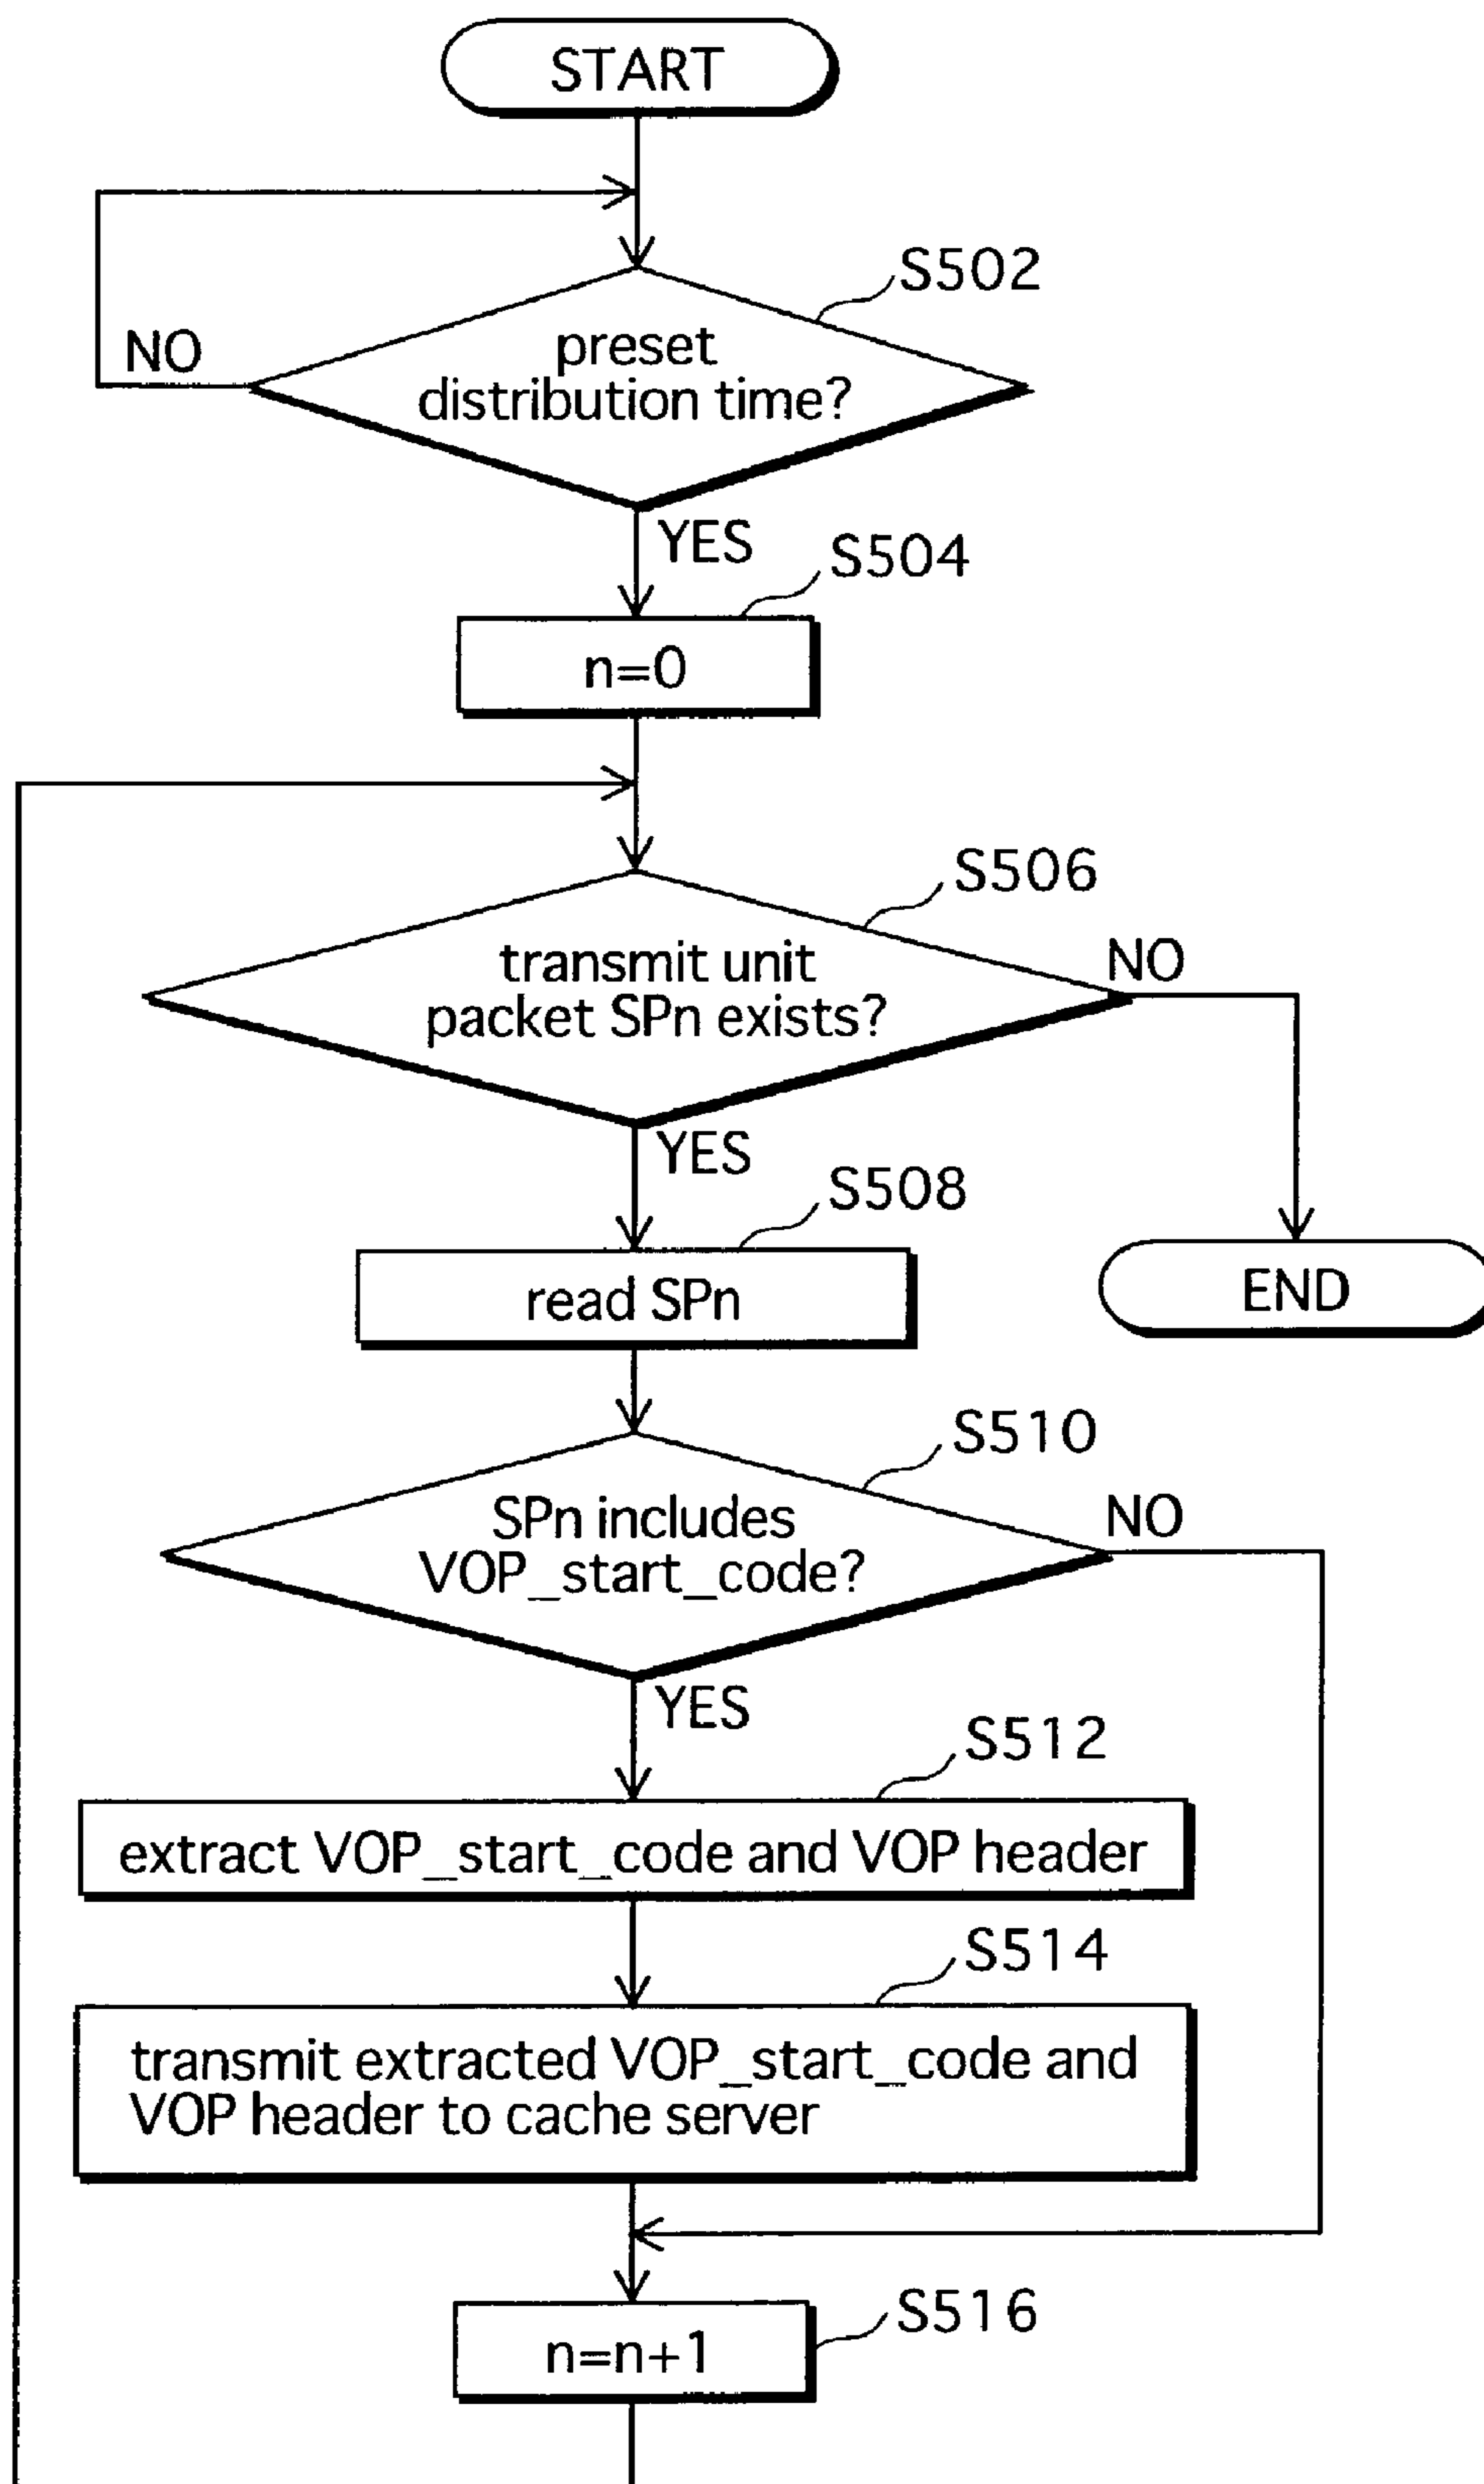 START
S502
NO
preset
distribution time?
YES
S504
n=0
S506
NO
transmit unit
packet SPn exists?
YES
S508
read SPn
END
S510
NO
SPn includes
VOP_start_code?
YES
S512
extract VOP_start_code and VOP header
S514
transmit extracted VOP_start_code and
VOP header to cache server
S516
n=n+1